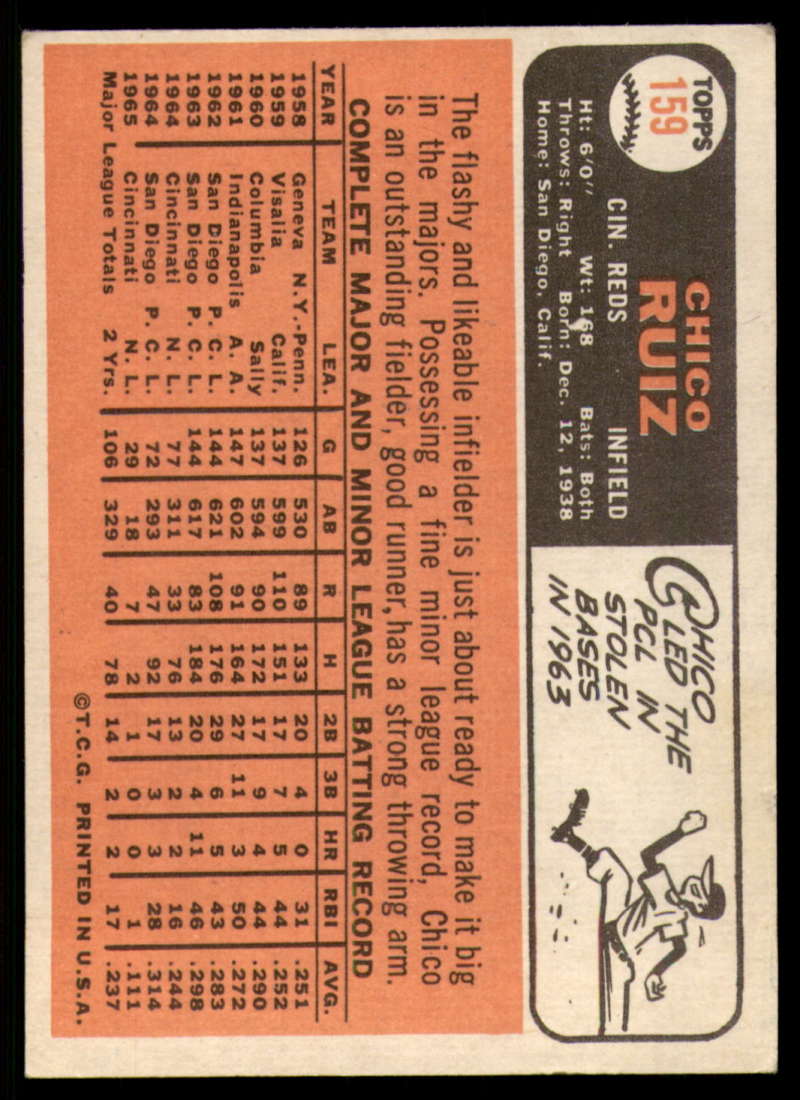 TOPPS
159
CHICO
RUIZ
CIN. REDS INFIELD
Ht: 6'0" Wt: 168 Bats: Both
Throws: Right Born: Dec. 12, 1938
Home: San Diego, Calif.
CHICO
LED THE
PCL IN
STOLEN
BASES
IN 1963
The flashy and likeable infielder is just about ready to make it big
in the majors. Possessing a fine minor league record, Chico
is an outstanding fielder, good runner, has a strong throwing arm.
COMPLETE MAJOR AND MINOR LEAGUE BATTING RECORD
YEAR TEAM LEA. G AB R H 2B 3B HR RBI AVG.
1958 Geneva N.Y.-Penn. 126 530 89 133 20 4 0 31 .251
1959 Visalia Calif. 137 599 110 151 17 7 5 44 .252
1960 Columbia Sally 137 594 90 172 17 9 4 44 .290
1961 Indianapolis A. A. 147 602 91 164 27 11 3 50 .272
1962 San Diego P. C. L. 144 621 108 176 29 6 5 43 .283
1963 San Diego P. C. L. 144 617 83 184 20 4 11 46 .298
1964 Cincinnati N. L. 77 311 33 76 13 2 2 16 .244
1964 San Diego P. C. L. 72 293 47 92 17 3 3 28 .314
1965 Cincinnati N. L. 29 18 7 2 1 0 0 1 .111
Major League Totals 2 Yrs. 106 329 40 78 14 2 2 17 .237
©T.C.G. PRINTED IN U.S.A.